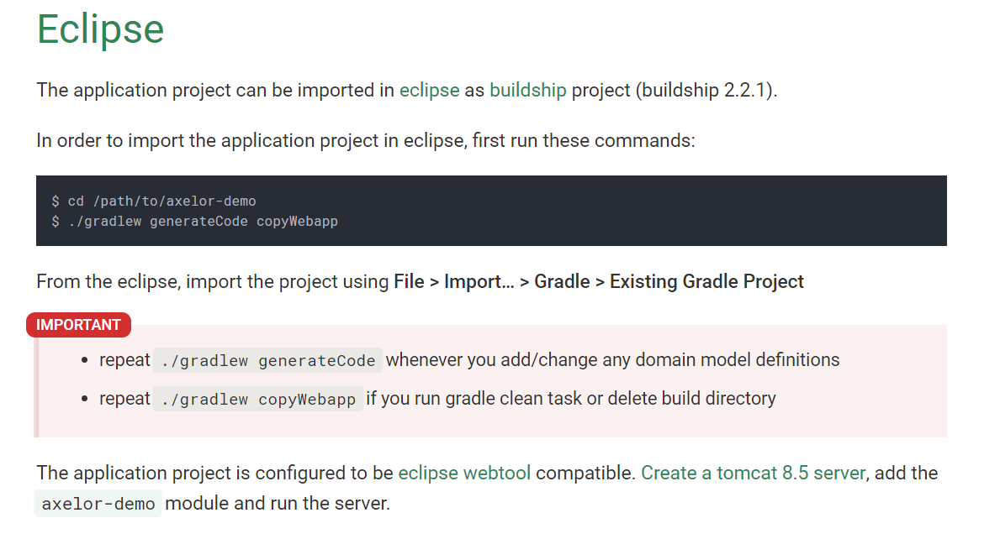 Eclipse
The application project can be imported in eclipse as buildship project (buildship 2.2.1).
In order to import the application project in eclipse, first run these commands:
$ cd /path/to/axelor-demo
$ ./gradlew generateCode copyWebapp
From the eclipse, import the project using File > Import… > Gradle > Existing Gradle Project
IMPORTANT
• repeat ./gradlew generateCode whenever you add/change any domain model definitions
• repeat ./gradlew copyWebapp if you run gradle clean task or delete build directory
The application project is configured to be eclipse webtool compatible. Create a tomcat 8.5 server, add the
axelor-demo module and run the server.